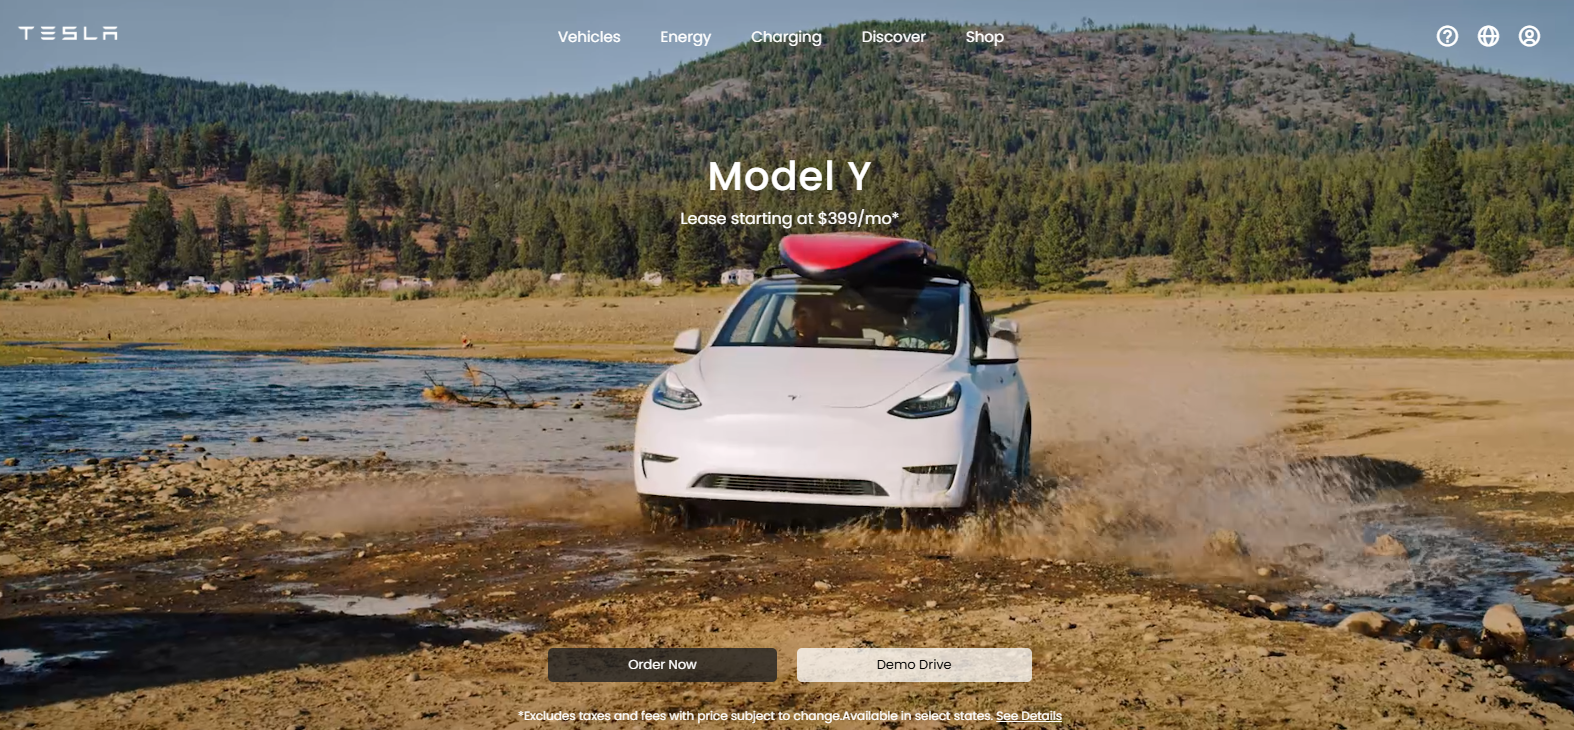 TESLA
Vehicles Energy Charging Discover Shop
Model Y
Lease starting at $399/mo*
Order Now Demo Drive
*Excludes taxes and fees with price subject to change.Available in select states. See Details